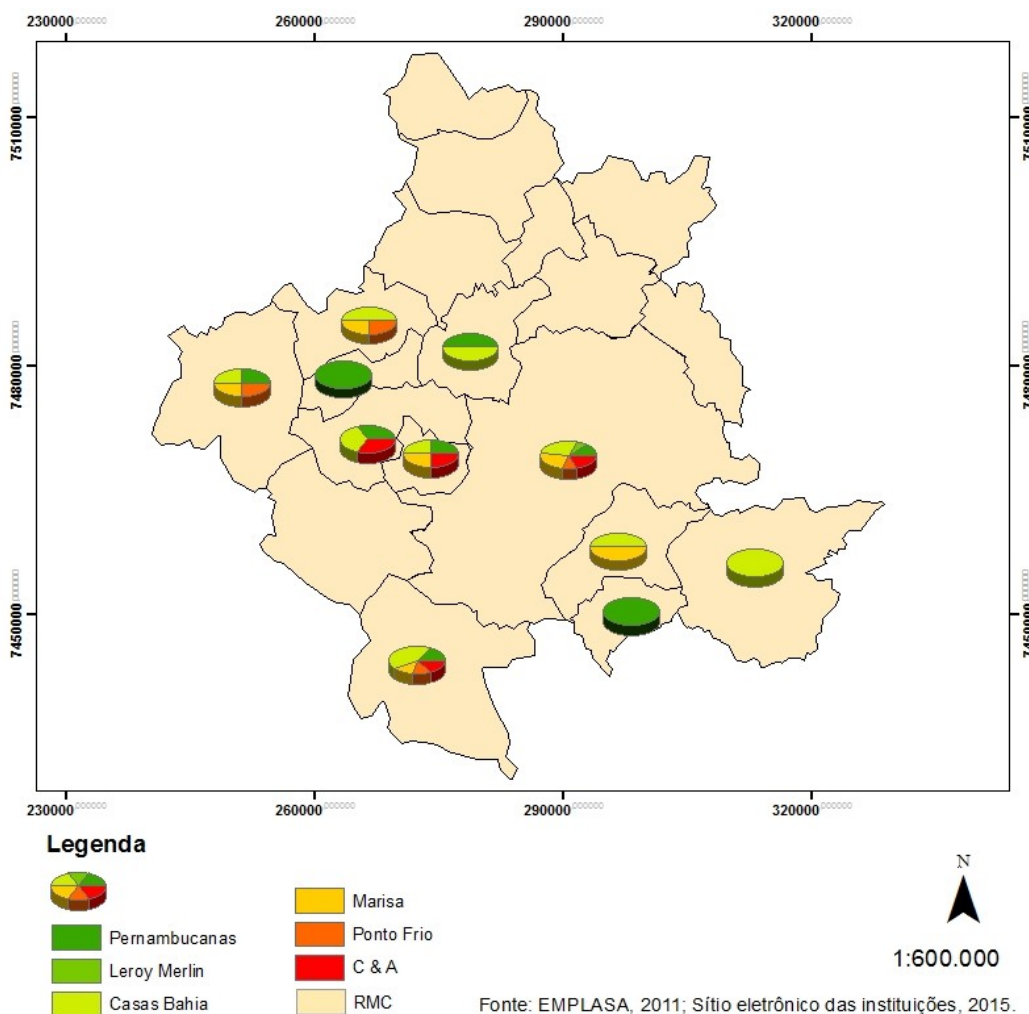 230000 260000 290000 320000
7510000 7510000
7480000 7480000
7450000 7450000
230000 260000 290000 320000
Legenda
Pernambucanas
Leroy Merlin
Casas Bahia
Marisa
Ponto Frio
C & A
RMC
N
1:600.000
Fonte: EMPLASA, 2011; Sítio eletrônico das instituições, 2015.